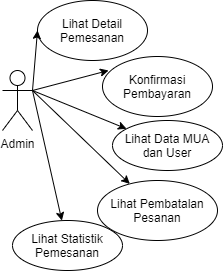 Lihat Detail
Pemesanan
Konfirmasi
Pembayaran
Admin
Lihat Data MUA
dan User
Lihat Pembatalan
Pesanan
Lihat Statistik
Pemesanan